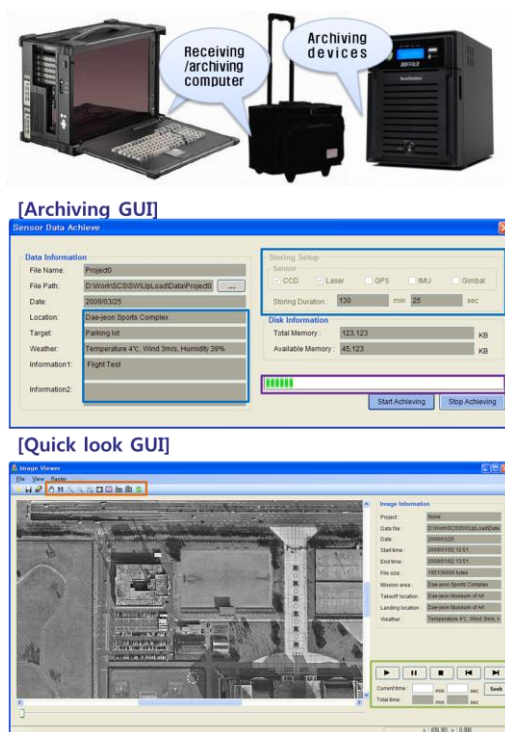 Receiving
/archiving
computer
Archiving
devices
BUFFALO
TeraStation
[Archiving GUI]
Sensor Data Achieve
Data Information
File Name: Project0
File Path: D:\Work\SCS\SW\UpLoad\Data\Project0 ...
Date: 2009/03/25
Location: Dae-jeon Sports Complex
Target: Parking lot
Weather: Temperature 4℃, Wind 3m/s, Humidity 39%
Information1: Flight Test
Information2:
Storing Setup
Sensor
CCD Laser GPS IMU Gimbal
Storing Duration: 130 min 25 sec
Disk Information
Total Memory: 123,123 KB
Available Memory: 45,123 KB
Start Achieving Stop Achieving
[Quick look GUI]
Image Viewer
File View Raster
Image Information
Project: None
Data file: D:\Work\SCS\SW\UpLoad\Data
Date: 2009/03/25
Start time: 2009/01/02 12:01
End time: 2009/01/02 13:01
File size:
Mission area: Dae-jeon Sports Complex
Takeoff location: Dae-jeon Museum of Art
Landing location: Dae-jeon Museum of Art
Weather: Temperature 4℃, Wind 3m/s,
Current time: min sec Seek
Total time: min sec